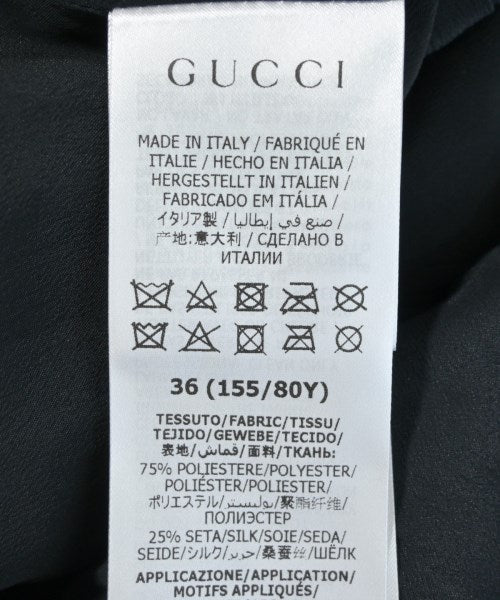 GUCCI
MADE IN ITALY / FABRIQUÉ EN
ITALIE / HECHO EN ITALIA /
HERGESTELLT IN ITALIEN /
FABRICADO EM ITÁLIA /
イタリア製 / صنع في إيطاليا /
产地:意大利 / СДЕЛАНО В
ИТАЛИИ
36 (155/80Y)
TESSUTO/FABRIC/TISSU/
TEJIDO/GEWEBE/TECIDO/
表地/قماش/面料/ТКАНЬ:
75% POLIESTERE/POLYESTER/
POLIÉSTER/POLIÉSTER/
ポリエステル/بوليستر/聚酯纤维/
ПОЛИЭСТЕР
25% SETA/SILK/SOIE/SEDA/
SEIDE/シルク/حرير/桑蚕丝/ШЁЛК
APPLICAZIONE/APPLICATION/
MOTIFS APPLIQUÉS/